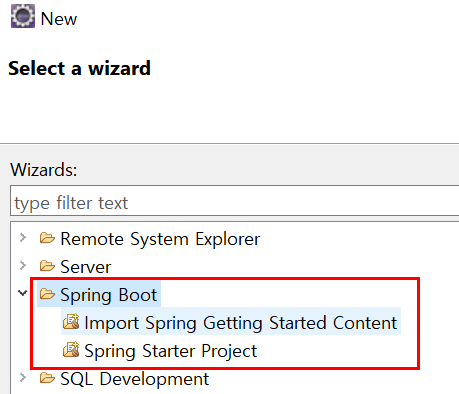 New
Select a wizard
Wizards:
type filter text
Remote System Explorer
Server
Spring Boot
Import Spring Getting Started Content
Spring Starter Project
SQL Development